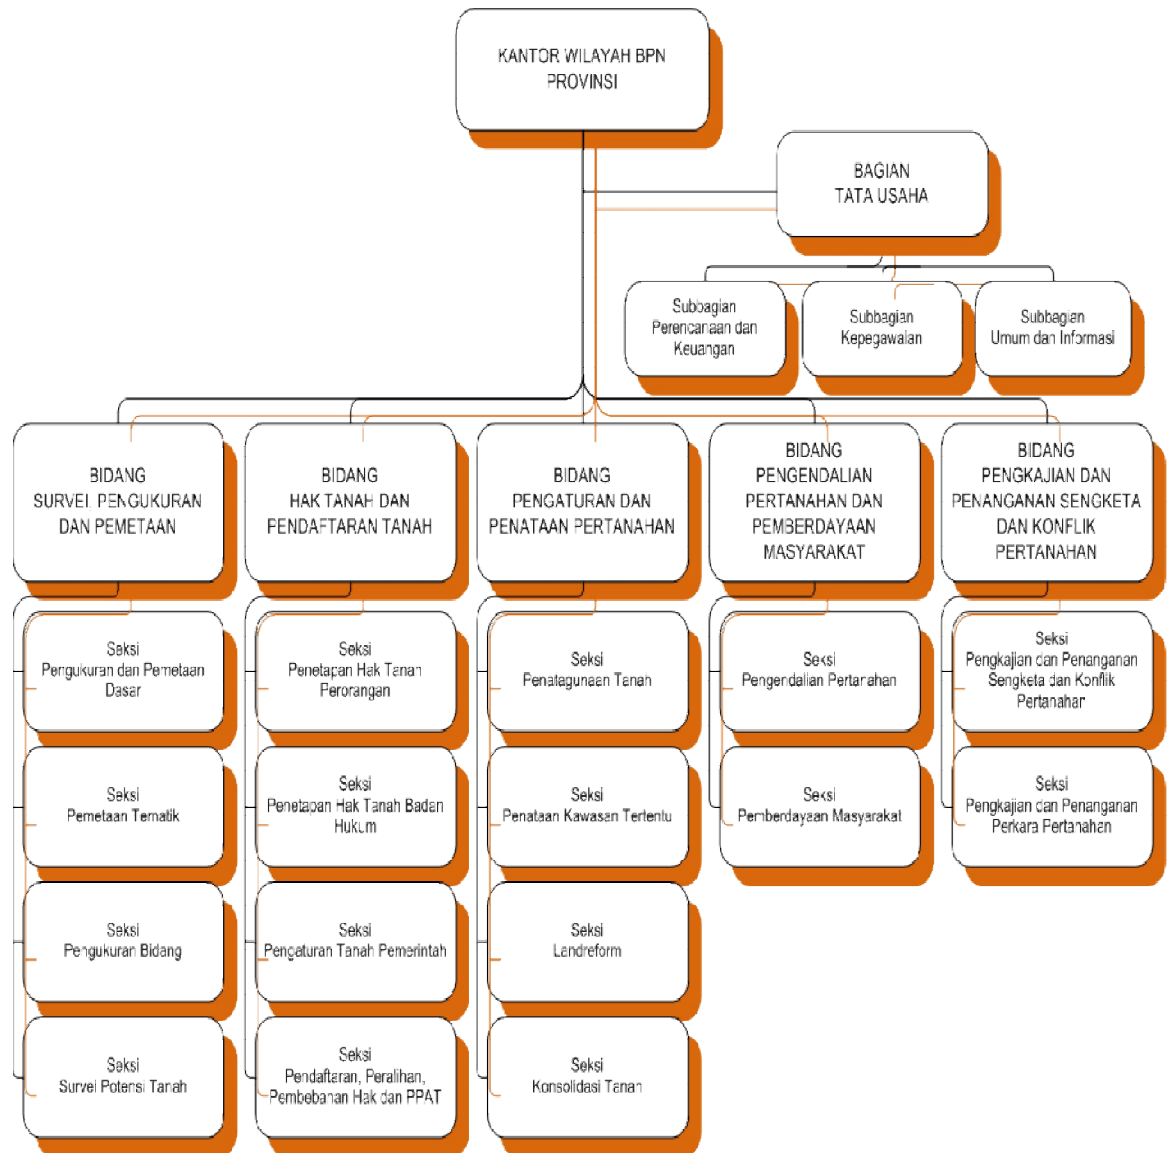 KANTOR WILAYAH BPN
PROVINSI
BAGIAN
TATA USAHA
Subbagian
Perencanaan dan
Keuangan
Subbagian
Kepegawaian
Subbagian
Umum dan Informasi
BIDANG
SURVEI, PENGUKURAN
DAN PEMETAAN
BIDANG
HAK TANAH DAN
PENDAFTARAN TANAH
BIDANG
PENGATURAN DAN
PENATAAN PERTANAHAN
BIDANG
PENGENDALIAN
PERTANAHAN DAN
PEMBERDAYAAN
MASYARAKAT
BIDANG
PENGKAJIAN DAN
PENANGANAN SENGKETA
DAN KONFLIK
PERTANAHAN
Seksi
Pengukuran dan Pemetaan
Dasar
Seksi
Pemetaan Tematik
Seksi
Pengukuran Bidang
Seksi
Survei Potensi Tanah
Seksi
Penetapan Hak Tanah
Perorangan
Seksi
Penetapan Hak Tanah Badan
Hukum
Seksi
Pengaturan Tanah Pemerintah
Seksi
Pendaftaran, Peralihan,
Pembebanan Hak dan PPAT
Seksi
Penatagunaan Tanah
Seksi
Penataan Kawasan Tertentu
Seksi
Landreform
Seksi
Konsolidasi Tanah
Seksi
Pengendalian Pertanahan
Seksi
Pemberdayaan Masyarakat
Seksi
Pengkajian dan Penanganan
Sengketa dan Konflik
Pertanahan
Seksi
Pengkajian dan Penanganan
Perkara Pertanahan